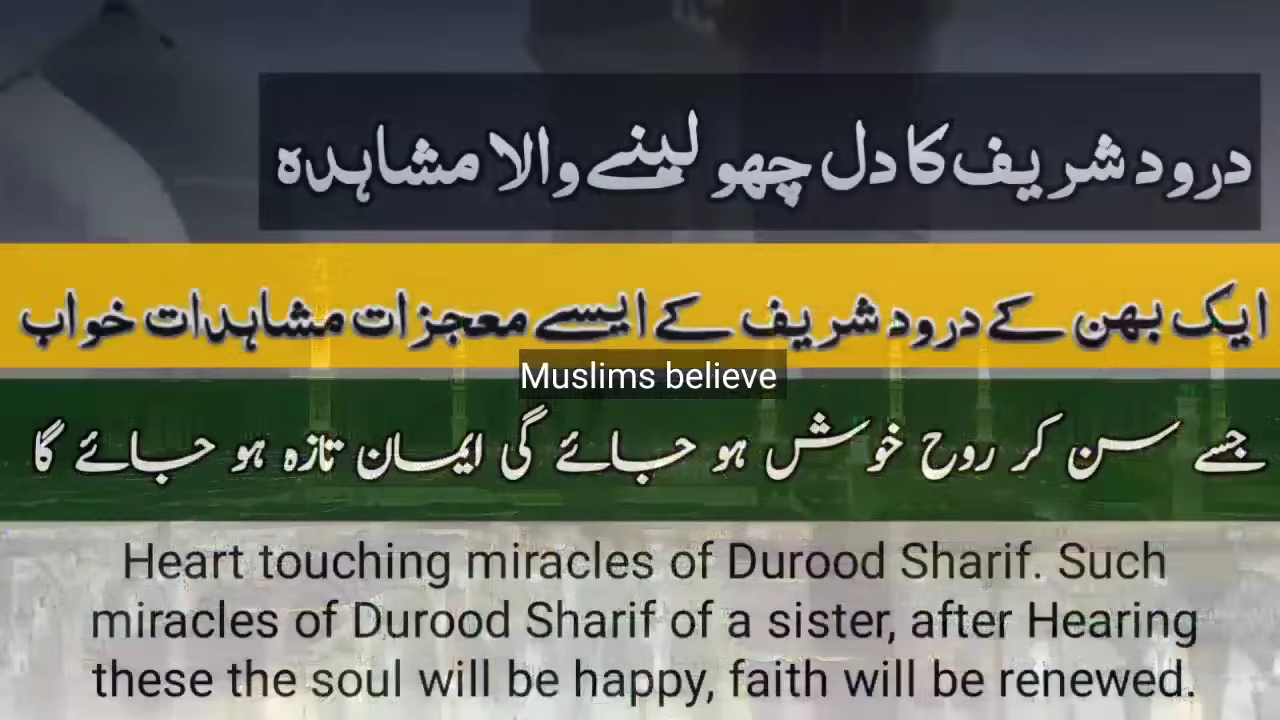 درود شریف کا دل چھو لینے والا مشاہدہ
ایک بھن کے درود شریف کے ایسے معجزات مشاہدات خواب
Muslims believe
جسے سن کر روح خوش ہو جائے گی ایمان تازہ ہو جائے گا
Heart touching miracles of Durood Sharif. Such
miracles of Durood Sharif of a sister, after Hearing
these the soul will be happy, faith will be renewed.